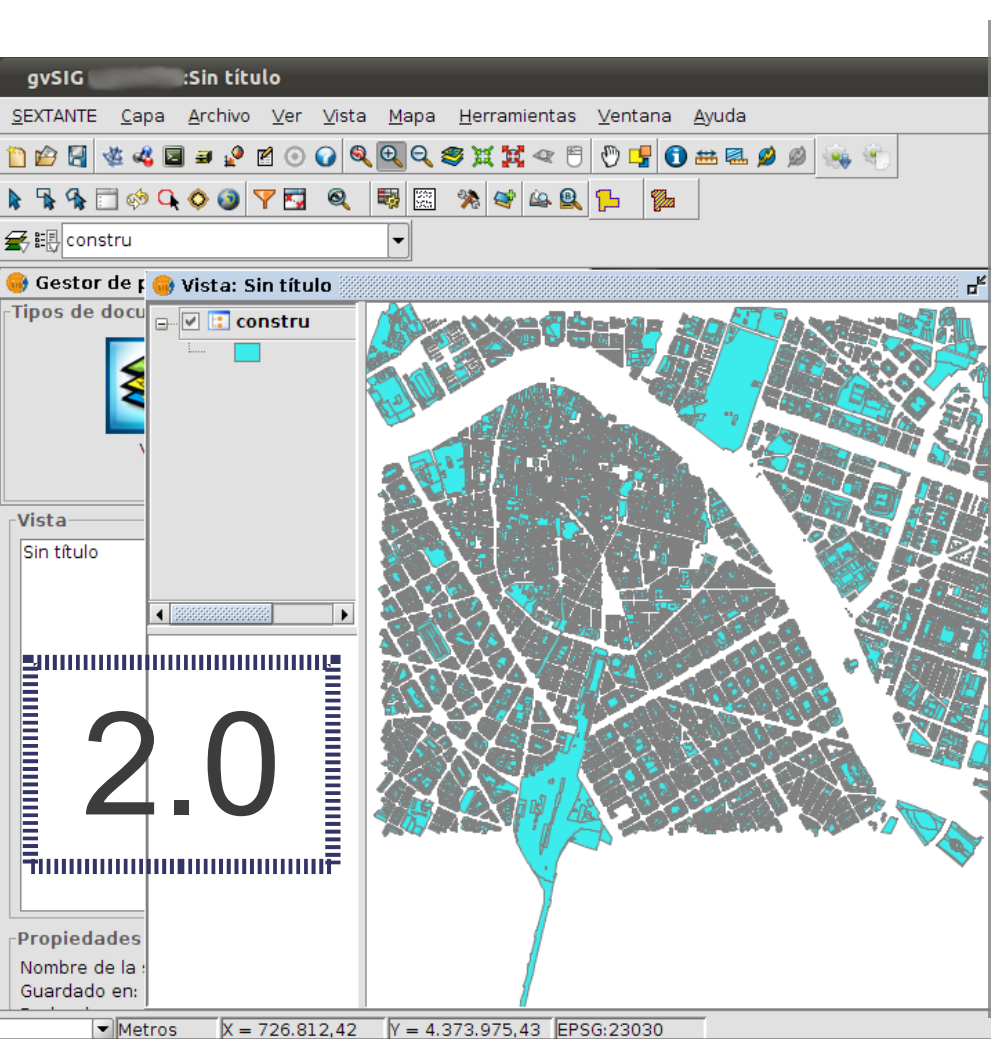 gvSIG :Sin título
SEXTANTE Capa Archivo Ver Vista Mapa Herramientas Ventana Ayuda
constru
Gestor de
Vista: Sin título
Tipos de docu
constru
Vista
Sin título
2.0
Propiedades
Nombre de la
Guardado en:
Metros X = 726.812,42 Y = 4.373.975,43 EPSG:23030